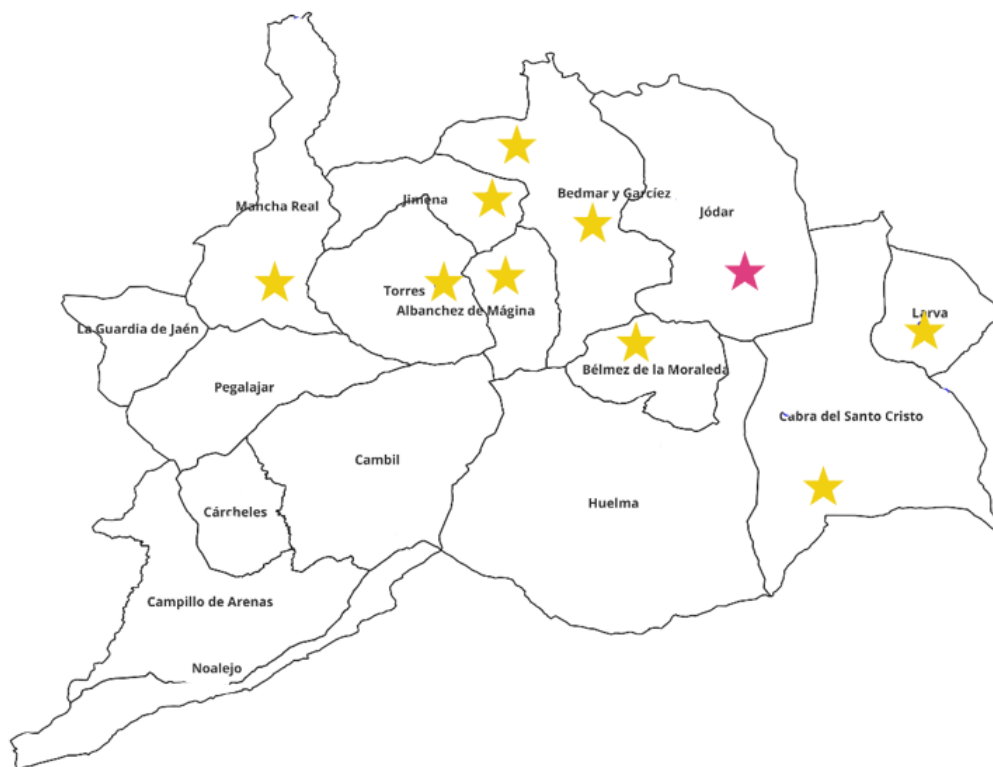 Bedmar y Garcíez
Jimena
Mancha Real
Jódar
Torres
Albanchez de Mágina
Larva
La Guardia de Jaén
Bélmez de la Moraleda
Pegalajar
Cabra del Santo Cristo
Cambil
Huelma
Cárcheles
Campillo de Arenas
Noalejo